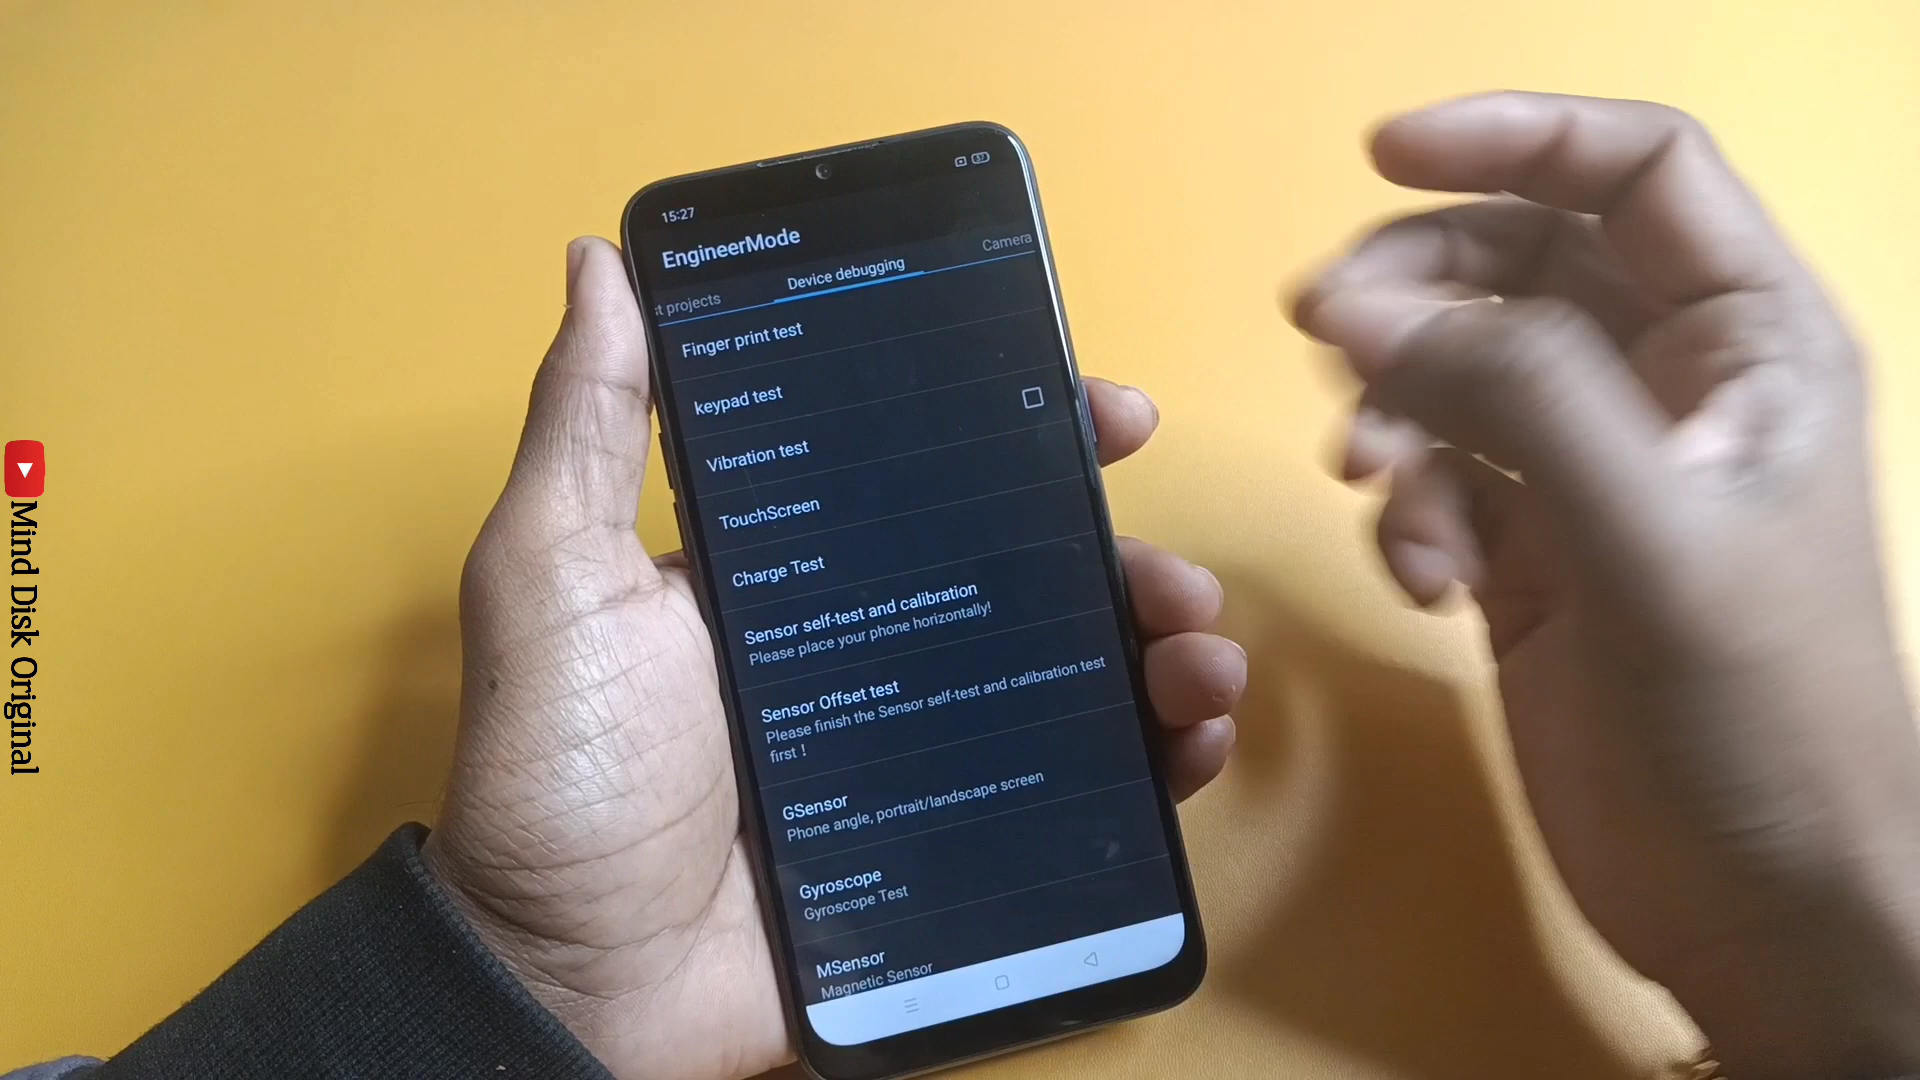 15:27
37
EngineerMode
t projects
Device debugging
Camera
Finger print test
keypad test
Vibration test
TouchScreen
Charge Test
Sensor self-test and calibration
Please place your phone horizontally!
Sensor Offset test
Please finish the Sensor self-test and calibration test
first !
GSensor
Phone angle, portrait/landscape screen
Gyroscope
Gyroscope Test
MSensor
Magnetic Sensor
Mind Disk Original